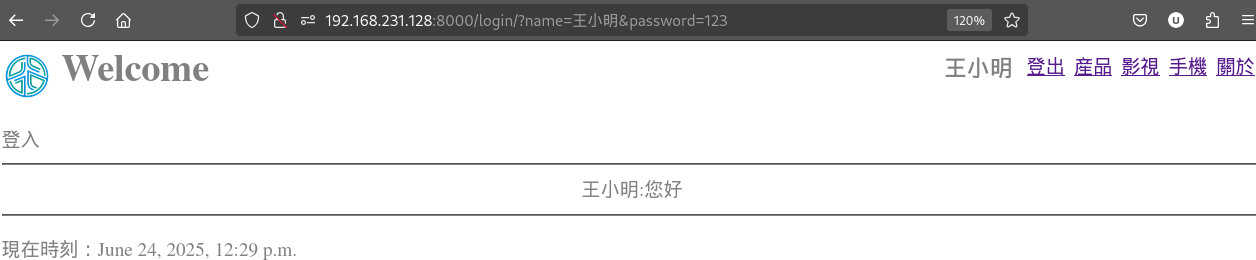 192.168.231.128:8000/login/?name=王小明&password=123 120% U
Welcome 王小明 登出 産品 影視 手機 關於
登入
王小明:您好
現在時刻：June 24, 2025, 12:29 p.m.